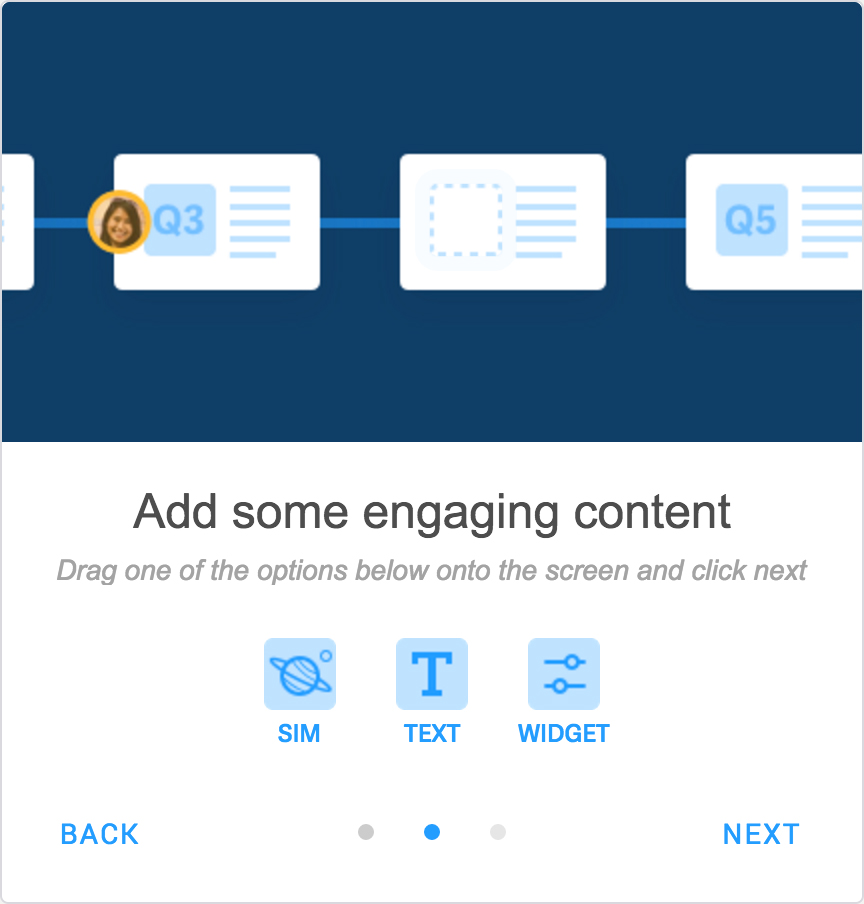 Q3
Q5
Add some engaging content
Drag one of the options below onto the screen and click next
T
SIM TEXT WIDGET
BACK NEXT